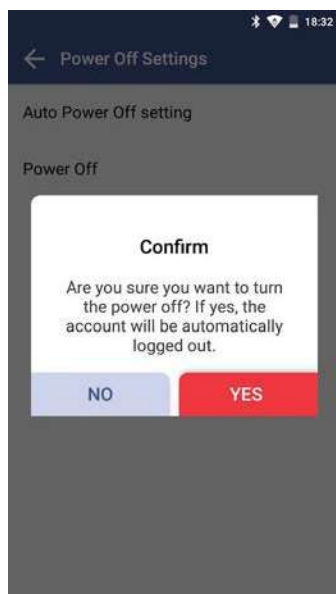 18:32
Power Off Settings
Auto Power Off setting
Power Off
Confirm
Are you sure you want to turn
the power off? If yes, the
account will be automatically
logged out.
NO
YES